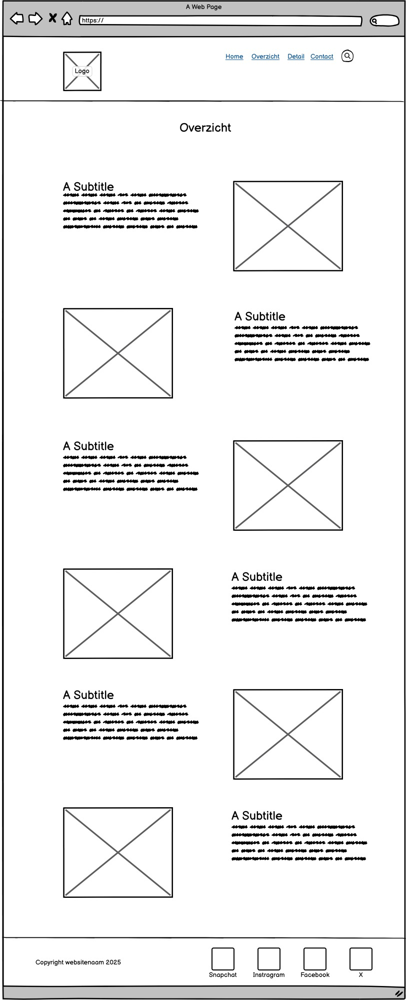 A Web Page
https://
Logo
Home Overzicht Detail Contact
Overzicht
A Subtitle
A Subtitle
A Subtitle
A Subtitle
A Subtitle
A Subtitle
Copyright websitenaam 2025
Snapchat Instragram Facebook X